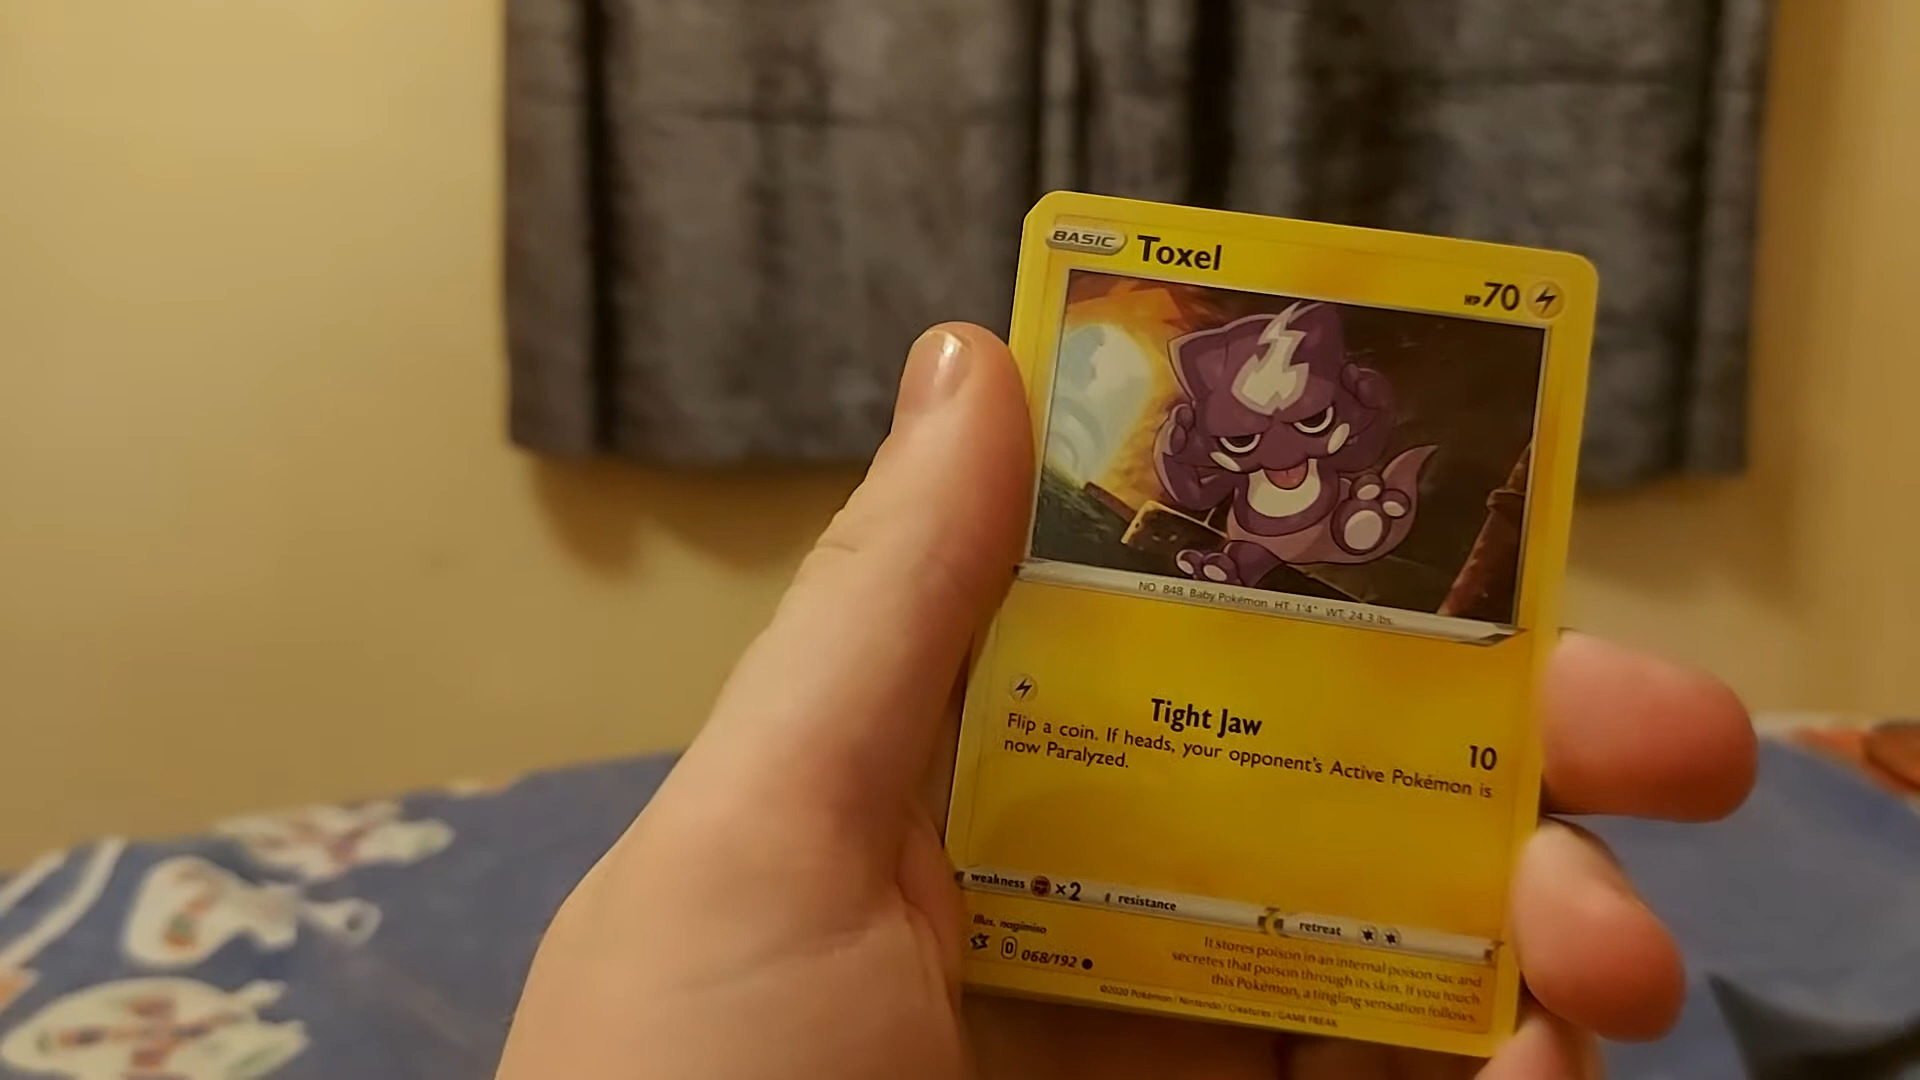 BASIC Toxel
HP 70
NO. 848 Baby Pokémon HT: 1'4" WT: 24.3 lbs.
Tight Jaw
10
Flip a coin. If heads, your opponent's Active Pokémon is
now Paralyzed.
weakness ×2 resistance retreat
Illus. nagimiso
D 068/192
It stores poison in an internal poison sac and
secretes that poison through its skin. If you touch
this Pokémon, a tingling sensation follows.
©2020 Pokémon / Nintendo / Creatures / GAME FREAK